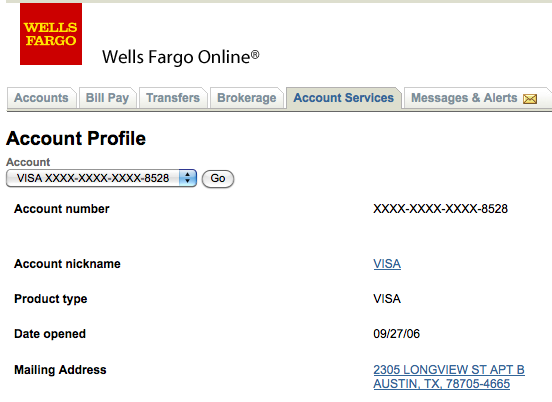 WELLS
FARGO
Wells Fargo Online®
Accounts Bill Pay Transfers Brokerage Account Services Messages & Alerts
Account Profile
Account
VISA XXXX-XXXX-XXXX-8528 Go
Account number XXXX-XXXX-XXXX-8528
Account nickname VISA
Product type VISA
Date opened 09/27/06
Mailing Address 2305 LONGVIEW ST APT B
AUSTIN, TX, 78705-4665